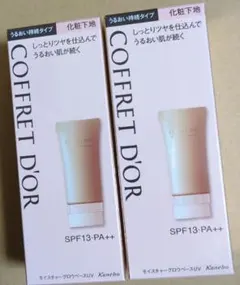 うるおい持続タイプ
化粧下地
しっとりツヤを仕込んで
うるおい肌が続く
COFFRET D'OR
SPF13·PA++
モイスチャーグロウベースUV
Kanebo
うるおい持続タイプ
化粧下地
しっとりツヤを仕込んで
うるおい肌が続く
COFFRET D'OR
SPF13·PA++
モイスチャーグロウベースUV
Kanebo